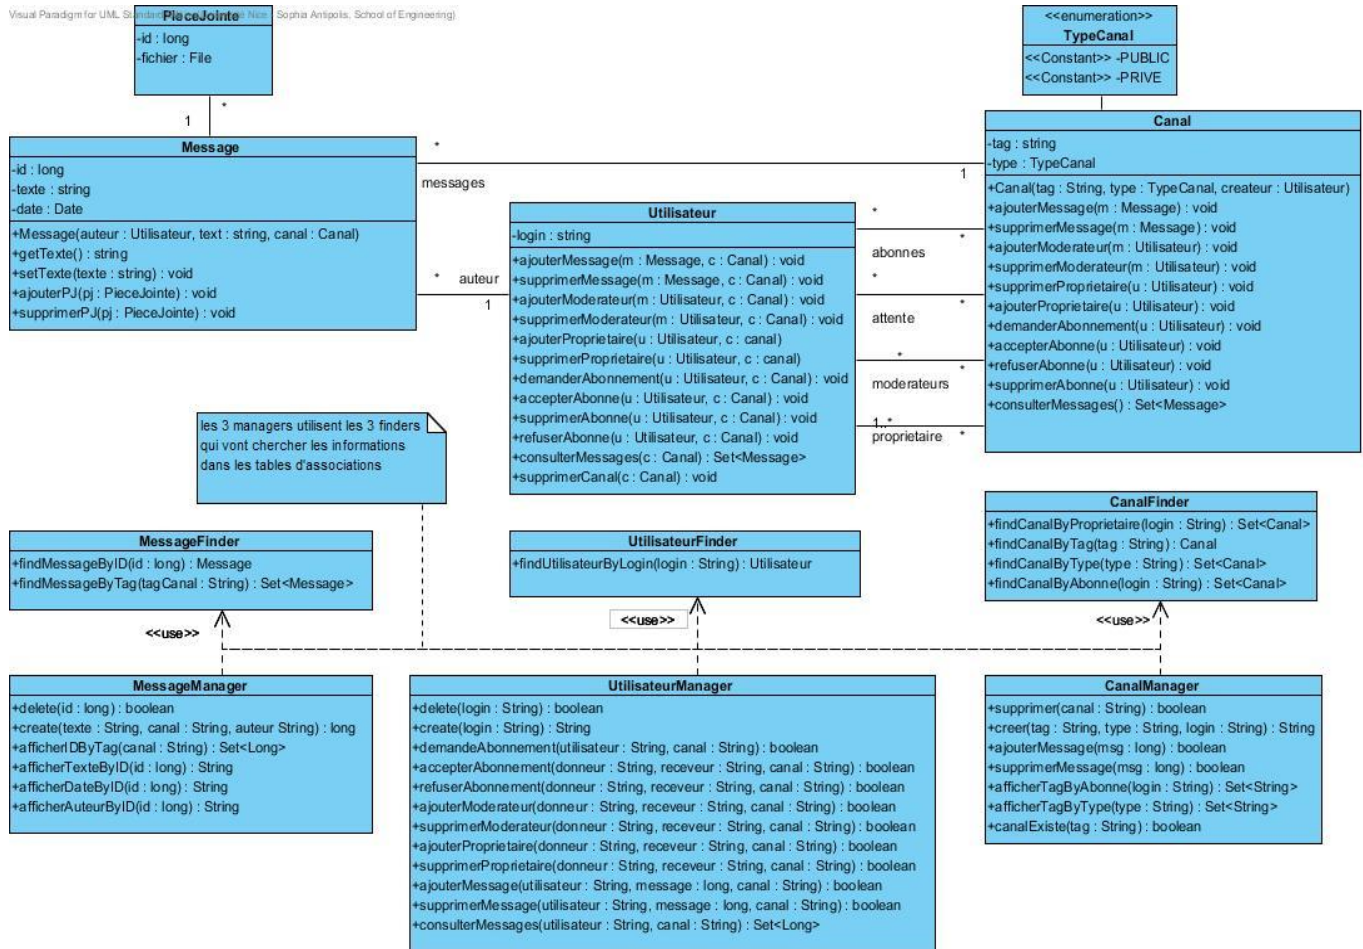 Visual Paradigm for UML Standard Nice - Sophia Antipolis, School of Engineering)
PieceJointe
-id : long
-fichier : File
*
1
<<enumeration>>
TypeCanal
<<Constant>> -PUBLIC
<<Constant>> -PRIVE
Message
-id : long
-texte : string
-date : Date
+Message(auteur : Utilisateur, text : string, canal : Canal)
+getTexte() : string
+setTexte(texte : string) : void
+ajouterPJ(pj : PieceJointe) : void
+supprimerPJ(pj : PieceJointe) : void
*
messages
1
* auteur
1
Utilisateur
-login : string
+ajouterMessage(m : Message, c : Canal) : void
+supprimerMessage(m : Message, c : Canal) : void
+ajouterModerateur(m : Utilisateur, c : Canal) : void
+supprimerModerateur(m : Utilisateur, c : Canal) : void
+ajouterProprietaire(u : Utilisateur, c : canal)
+supprimerProprietaire(u : Utilisateur, c : canal)
+demanderAbonnement(u : Utilisateur, c : Canal) : void
+accepterAbonne(u : Utilisateur, c : Canal) : void
+supprimerAbonne(u : Utilisateur, c : Canal) : void
+refuserAbonne(u : Utilisateur, c : Canal) : void
+consulterMessages(c : Canal) : Set<Message>
+supprimerCanal(c : Canal) : void
*
*
abonnes
*
*
attente
*
*
moderateurs
1..*
proprietaire *
Canal
-tag : string
-type : TypeCanal
+Canal(tag : String, type : TypeCanal, createur : Utilisateur)
+ajouterMessage(m : Message) : void
+supprimerMessage(m : Message) : void
+ajouterModerateur(m : Utilisateur) : void
+supprimerModerateur(m : Utilisateur) : void
+supprimerProprietaire(u : Utilisateur) : void
+ajouterProprietaire(u : Utilisateur) : void
+demanderAbonnement(u : Utilisateur) : void
+accepterAbonne(u : Utilisateur) : void
+refuserAbonne(u : Utilisateur) : void
+supprimerAbonne(u : Utilisateur) : void
+consulterMessages() : Set<Message>
les 3 managers utilisent les 3 finders
qui vont chercher les informations
dans les tables d'associations
MessageFinder
+findMessageByID(id : long) : Message
+findMessageByTag(tagCanal : String) : Set<Message>
UtilisateurFinder
+findUtilisateurByLogin(login : String) : Utilisateur
CanalFinder
+findCanalByProprietaire(login : String) : Set<Canal>
+findCanalByTag(tag : String) : Canal
+findCanalByType(type : String) : Set<Canal>
+findCanalByAbonne(login : String) : Set<Canal>
<<use>>
<<use>>
<<use>>
MessageManager
+delete(id : long) : boolean
+create(texte : String, canal : String, auteur String) : long
+afficherIDByTag(canal : String) : Set<Long>
+afficherTexteByID(id : long) : String
+afficherDateByID(id : long) : String
+afficherAuteurByID(id : long) : String
UtilisateurManager
+delete(login : String) : boolean
+create(login : String) : String
+demandeAbonnement(utilisateur : String, canal : String) : boolean
+accepterAbonnement(donneur : String, receveur : String, canal : String) : boolean
+refuserAbonnement(donneur : String, receveur : String, canal : String) : boolean
+ajouterModerateur(donneur : String, receveur : String, canal : String) : boolean
+supprimerModerateur(donneur : String, receveur : String, canal : String) : boolean
+ajouterProprietaire(donneur : String, receveur : String, canal : String) : boolean
+supprimerProprietaire(donneur : String, receveur : String, canal : String) : boolean
+ajouterMessage(utilisateur : String, message : long, canal : String) : boolean
+supprimerMessage(utilisateur : String, message : long, canal : String) : boolean
+consulterMessages(utilisateur : String, canal : String) : Set<Long>
CanalManager
+supprimer(canal : String) : boolean
+creer(tag : String, type : String, login : String) : String
+ajouterMessage(msg : long) : boolean
+supprimerMessage(msg : long) : boolean
+afficherTagByAbonne(login : String) : Set<String>
+afficherTagByType(type : String) : Set<String>
+canalExiste(tag : String) : boolean